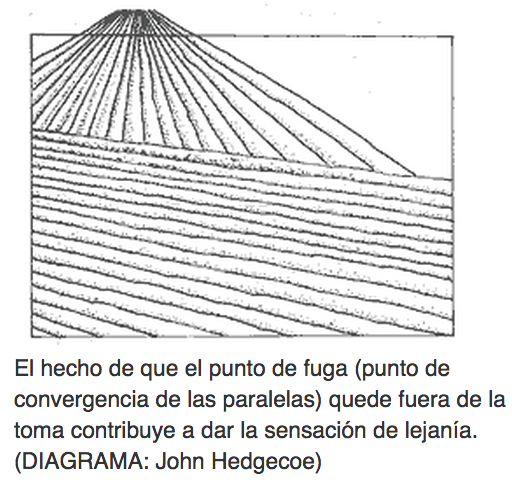 El hecho de que el punto de fuga (punto de
convergencia de las paralelas) quede fuera de la
toma contribuye a dar la sensación de lejanía.
(DIAGRAMA: John Hedgecoe)